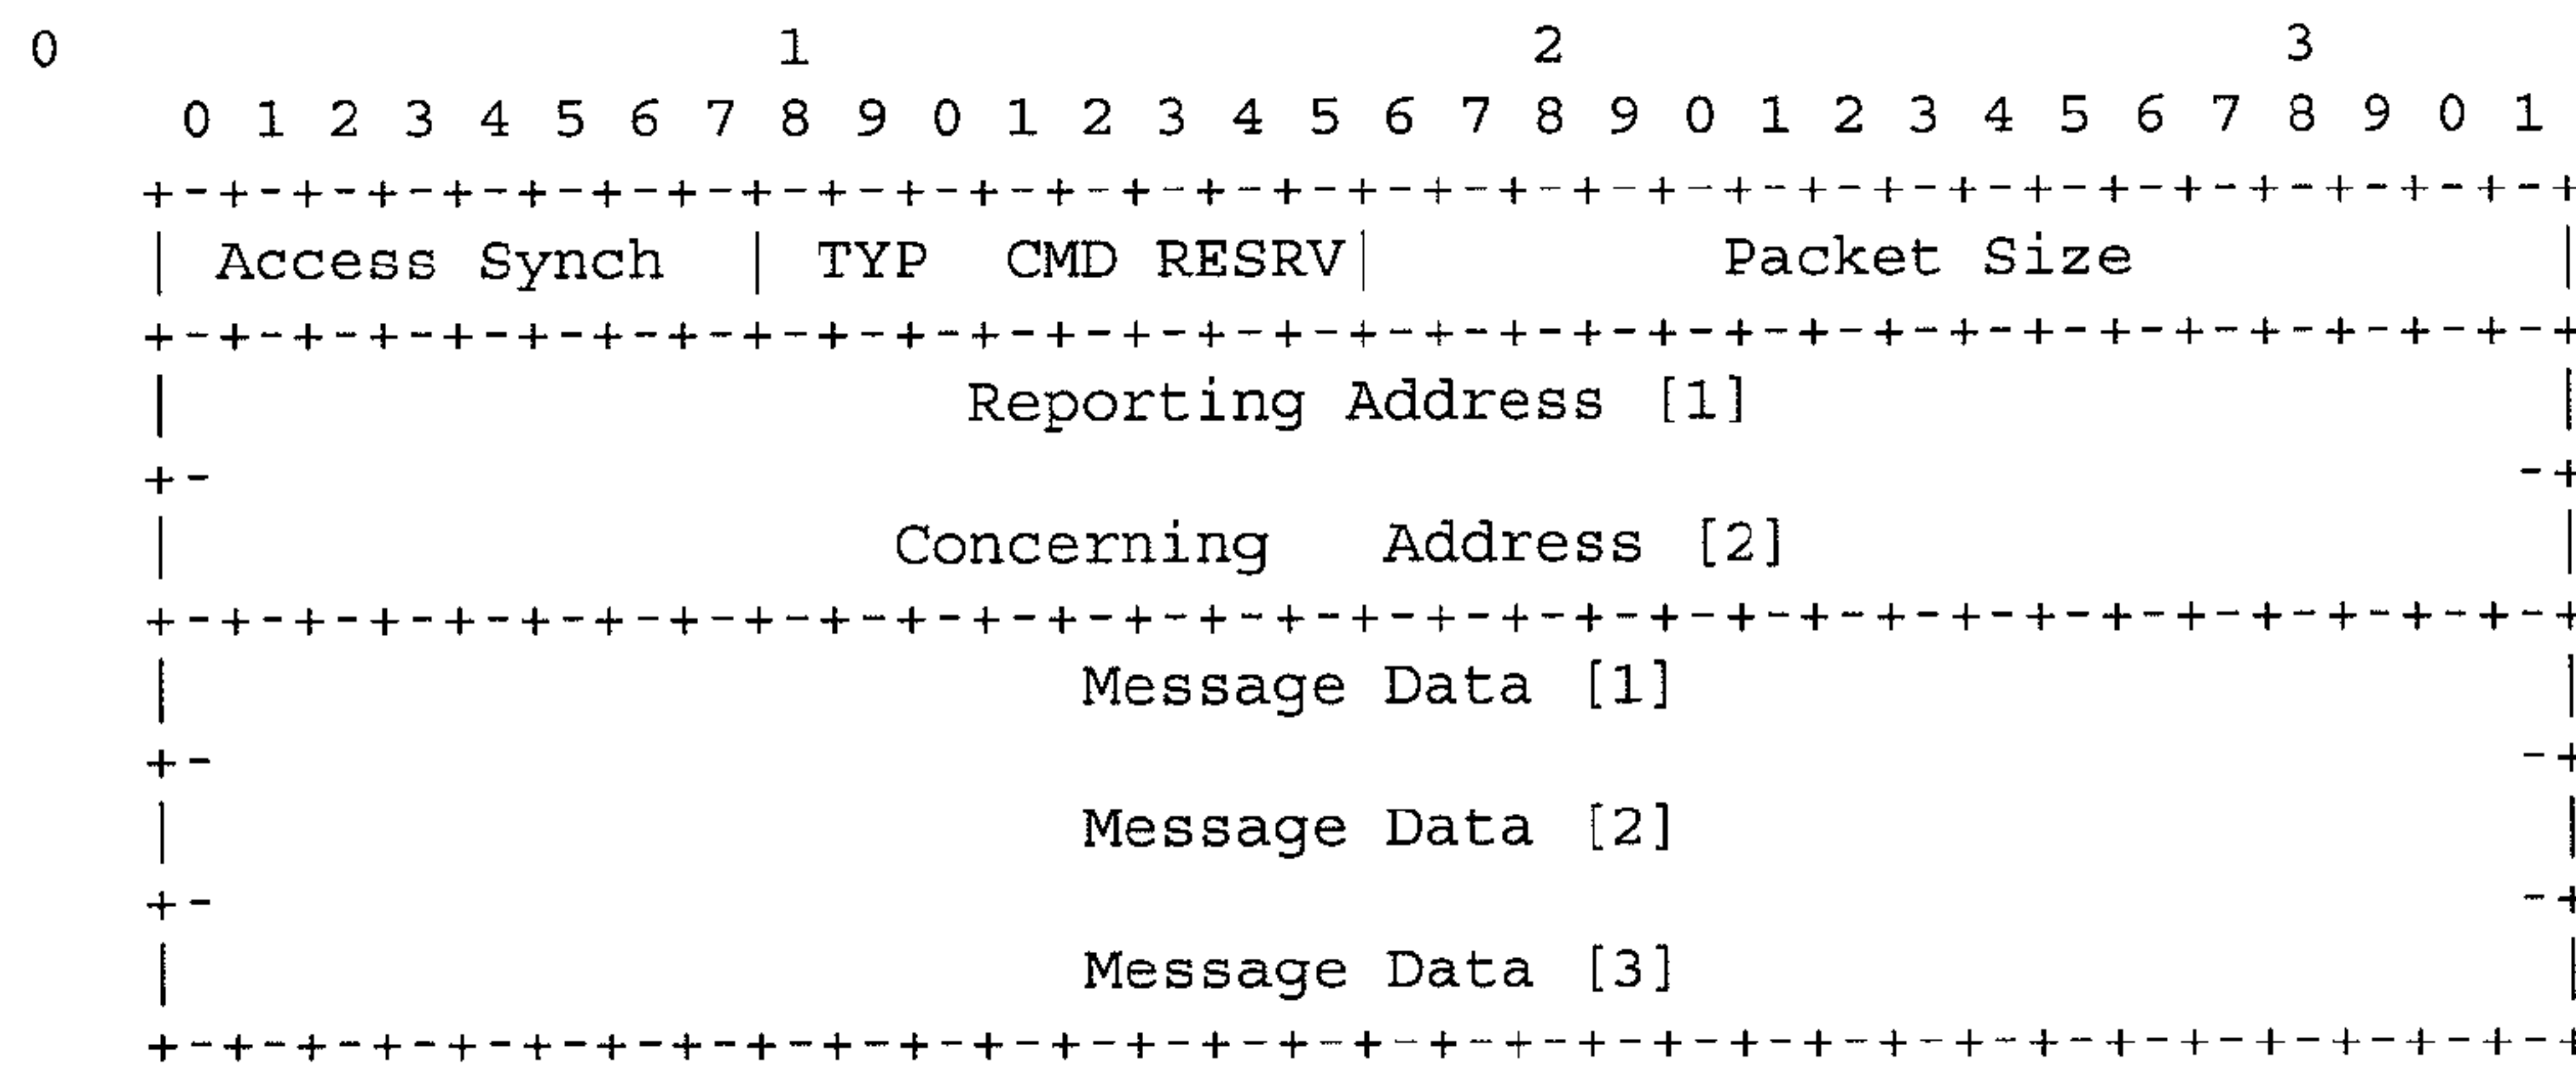 0 1 2 3
0 1 2 3 4 5 6 7 8 9 0 1 2 3 4 5 6 7 8 9 0 1 2 3 4 5 6 7 8 9 0 1
+-+-+-+-+-+-+-+-+-+-+-+-+-+-+-+-+-+-+-+-+-+-+-+-+-+-+-+-+-+-+-+-+
| Access Synch | TYP CMD RESRV| Packet Size |
+-+-+-+-+-+-+-+-+-+-+-+-+-+-+-+-+-+-+-+-+-+-+-+-+-+-+-+-+-+-+-+-+
| Reporting Address [1] |
+- -+
| Concerning Address [2] |
+-+-+-+-+-+-+-+-+-+-+-+-+-+-+-+-+-+-+-+-+-+-+-+-+-+-+-+-+-+-+-+-+
| Message Data [1] |
+- -+
| Message Data [2] |
+- -+
| Message Data [3] |
+-+-+-+-+-+-+-+-+-+-+-+-+-+-+-+-+-+-+-+-+-+-+-+-+-+-+-+-+-+-+-+-+